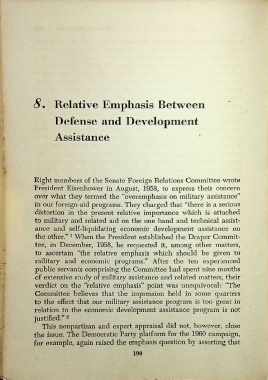 8. Relative Emphasis Between
Defense and Development
Assistance
Eight members of the Senate Foreign Relations Committee wrote
President Eisenhower in August, 1958, to express their concern
over what they termed the "overemphasis on military assistance"
in our foreign-aid programs. They charged that "there is a serious
distortion in the present relative importance which is attached
to military and related aid on the one hand and technical assist-
ance and self-liquidating economic development assistance on
the other." 1 When the President established the Draper Commit-
tee, in December, 1958, he requested it, among other matters,
to ascertain "the relative emphasis which should be given to
military and economic programs." After the ten experienced
public servants comprising the Committee had spent nine months
of extensive study of military assistance and related matters, their
verdict on the "relative emphasis" point was unequivocal: "The
Committee believes that the impression held in some quarters
to the effect that our military assistance program is too great in
relation to the economic development assistance program is not
justified." 2
This nonpartisan and expert appraisal did not, however, close
the issue. The Democratic Party platform for the 1960 campaign,
for example, again raised the emphasis question by asserting that
190